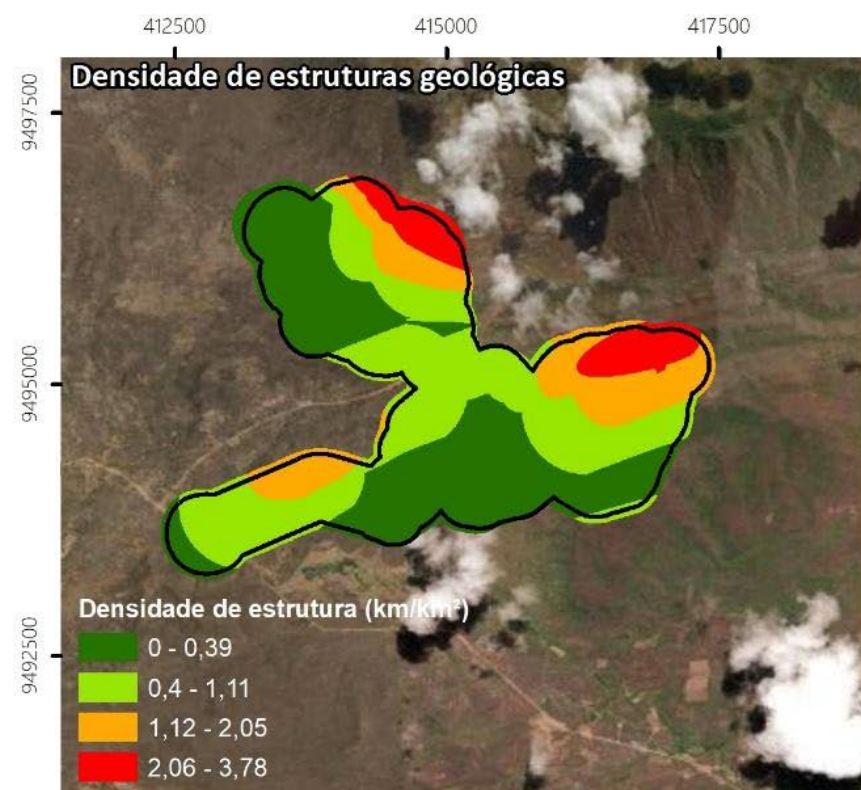 412500 415000 417500
Densidade de estruturas geológicas
9497500
9495000
9492500
Densidade de estrutura (km/km²)
0 - 0,39
0,4 - 1,11
1,12 - 2,05
2,06 - 3,78